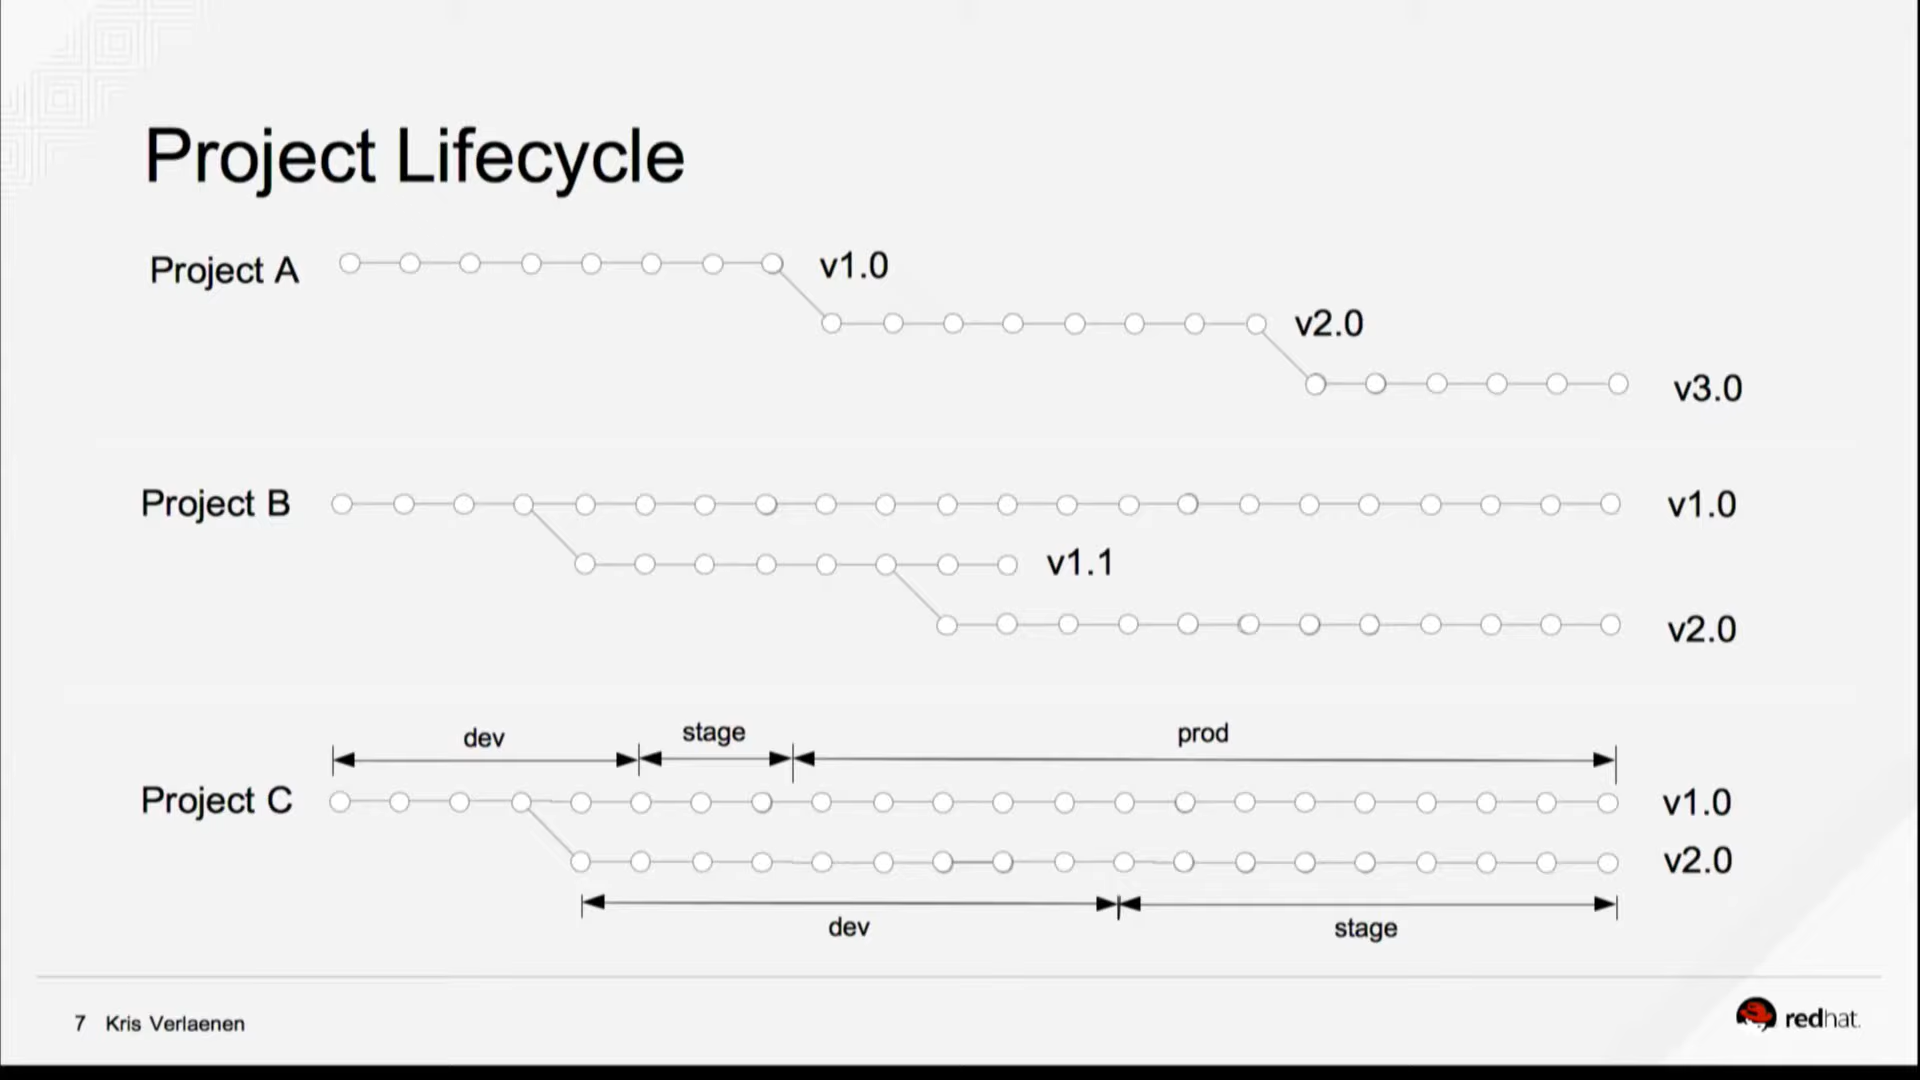 Project Lifecycle
Project A
v1.0
v2.0
v3.0
Project B
v1.0
v1.1
v2.0
dev
stage
prod
Project C
v1.0
v2.0
dev
stage
7 Kris Verlaenen
redhat.